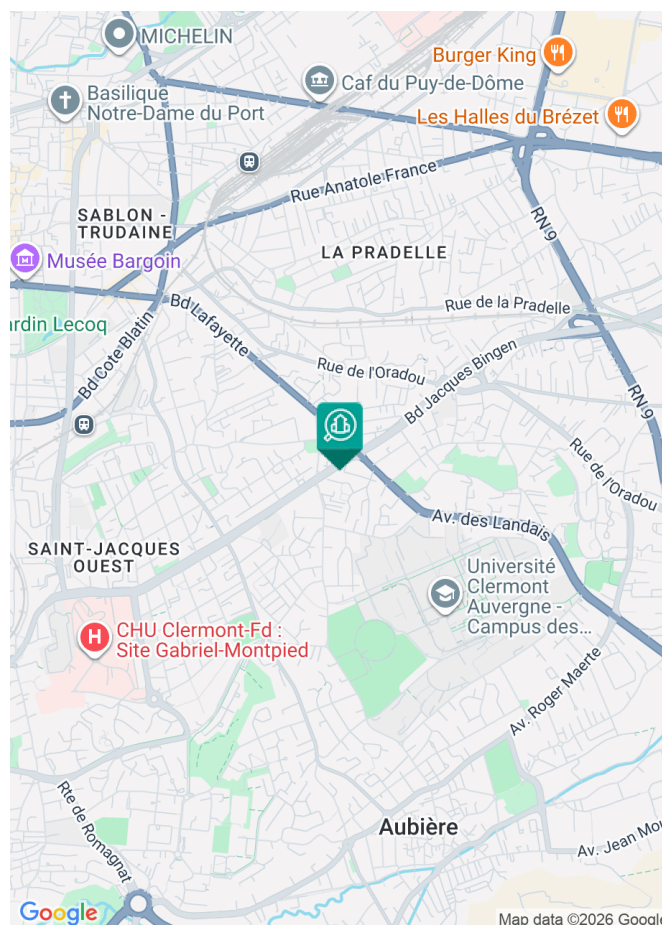 MICHELIN
Burger King
Caf du Puy-de-Dôme
Basilique
Notre-Dame du Port
Les Halles du Brézet
Rue Anatole France
SABLON -
TRUDAINE
RN 9
LA PRADELLE
Musée Bargoin
Rue de la Pradelle
ardin Lecoq
Bd Lafayette
Bd Cote Blatin
Rue de l'Oradou
Bd Jacques Bingen
RN 9
Rue de l'Oradou
Av. des Landais
SAINT-JACQUES
OUEST
Université
Clermont
Auvergne -
Campus des...
H
CHU Clermont-Fd :
Site Gabriel-Montpied
Av. Roger Maerte
Rte de Romagnat
Aubière
Av. Jean Mou
Google
Map data ©2026 Google